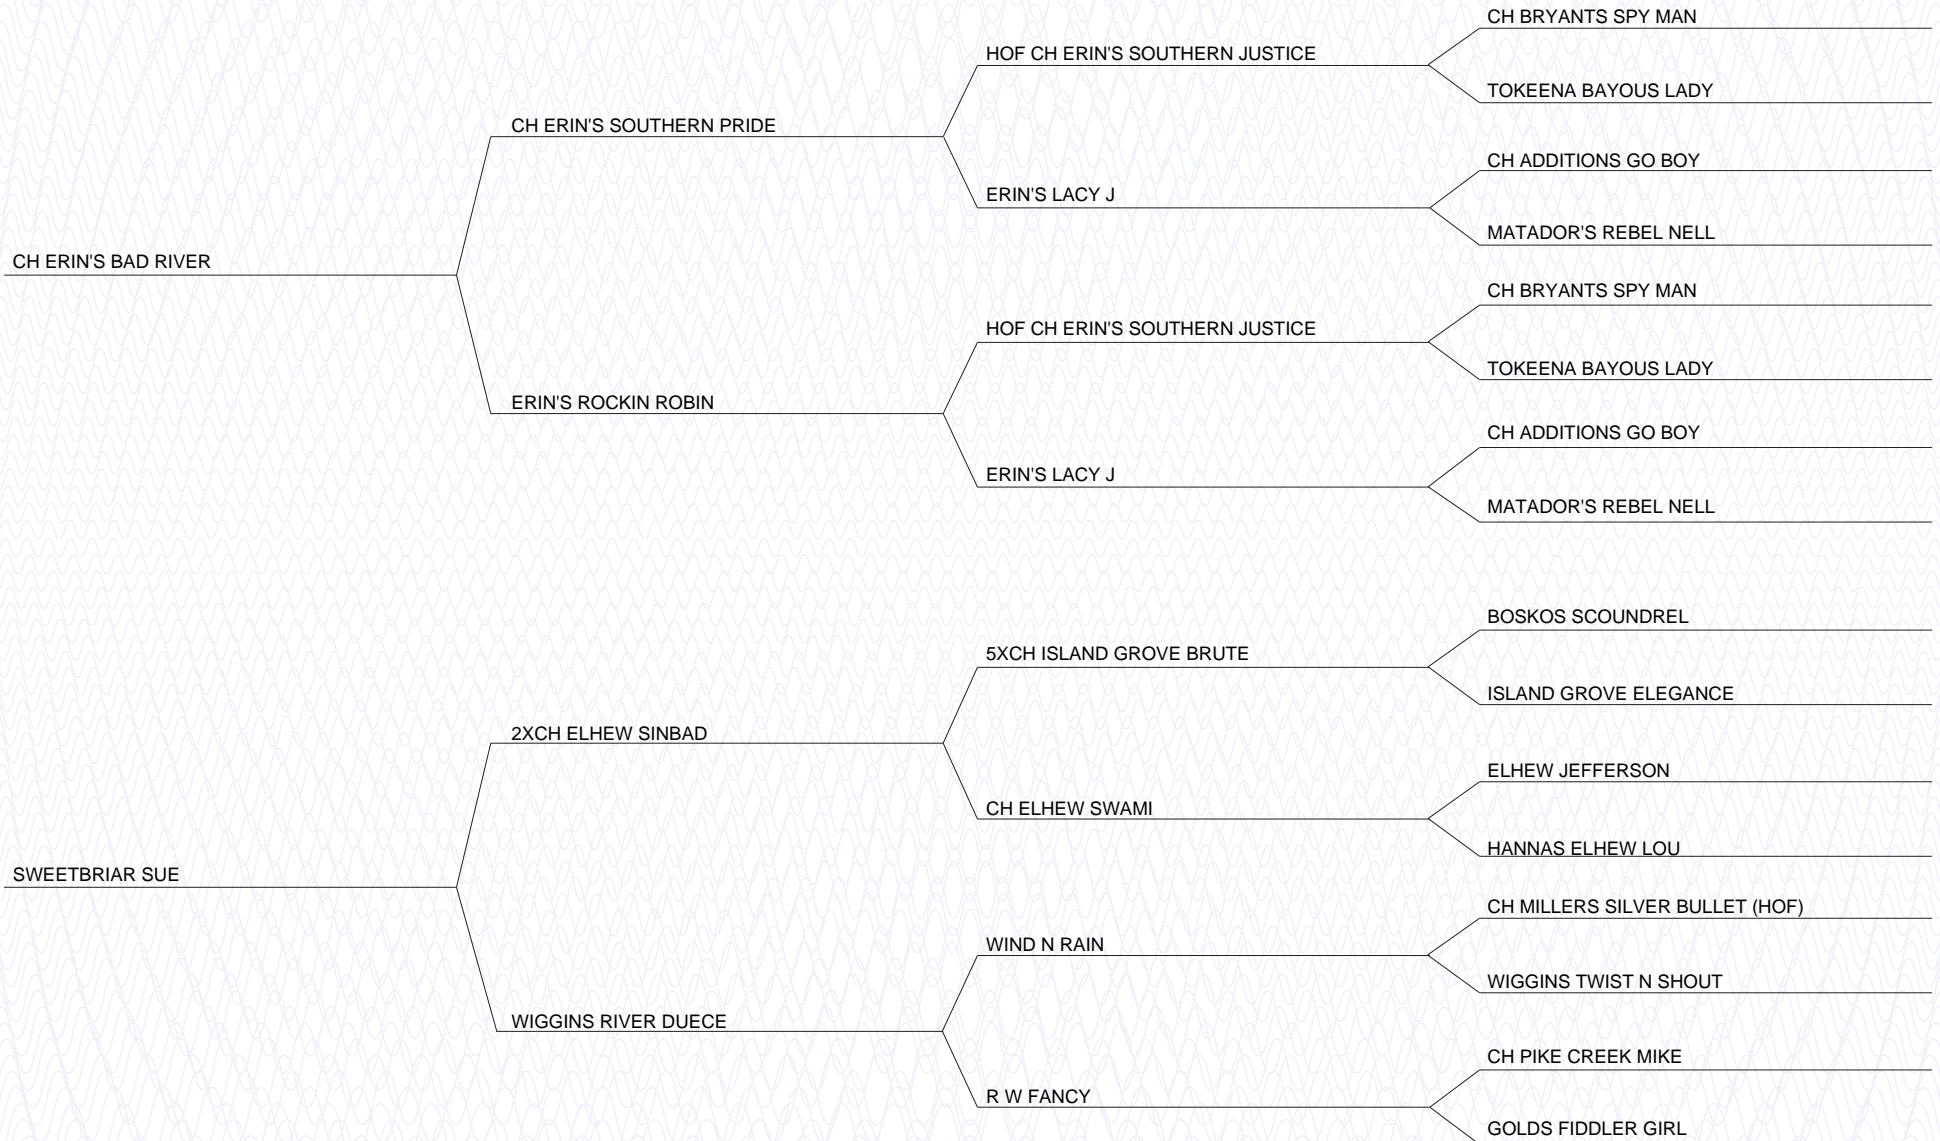 CH BRYANTS SPY MAN
HOF CH ERIN'S SOUTHERN JUSTICE
TOKEENA BAYOUS LADY
CH ERIN'S SOUTHERN PRIDE
CH ADDITIONS GO BOY
ERIN'S LACY J
MATADOR'S REBEL NELL
CH ERIN'S BAD RIVER
CH BRYANTS SPY MAN
HOF CH ERIN'S SOUTHERN JUSTICE
TOKEENA BAYOUS LADY
ERIN'S ROCKIN ROBIN
CH ADDITIONS GO BOY
ERIN'S LACY J
MATADOR'S REBEL NELL
BOSKOS SCOUNDREL
5XCH ISLAND GROVE BRUTE
ISLAND GROVE ELEGANCE
2XCH ELHEW SINBAD
ELHEW JEFFERSON
CH ELHEW SWAMI
HANNAS ELHEW LOU
SWEETBRIAR SUE
CH MILLERS SILVER BULLET (HOF)
WIND N RAIN
WIGGINS TWIST N SHOUT
WIGGINS RIVER DUECE
CH PIKE CREEK MIKE
R W FANCY
GOLDS FIDDLER GIRL